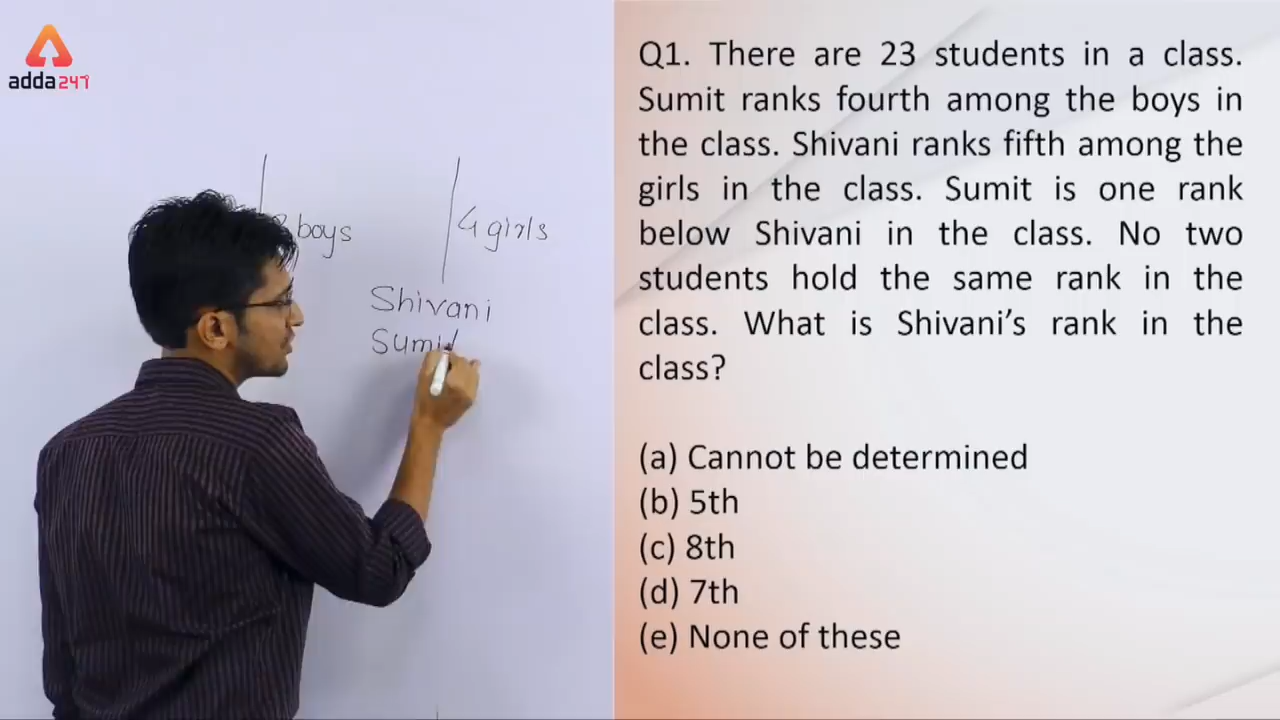 adda247
boys
4 girls
Shivani
Sumit
Q1. There are 23 students in a class.
Sumit ranks fourth among the boys in
the class. Shivani ranks fifth among the
girls in the class. Sumit is one rank
below Shivani in the class. No two
students hold the same rank in the
class. What is Shivani’s rank in the
class?
(a) Cannot be determined
(b) 5th
(c) 8th
(d) 7th
(e) None of these